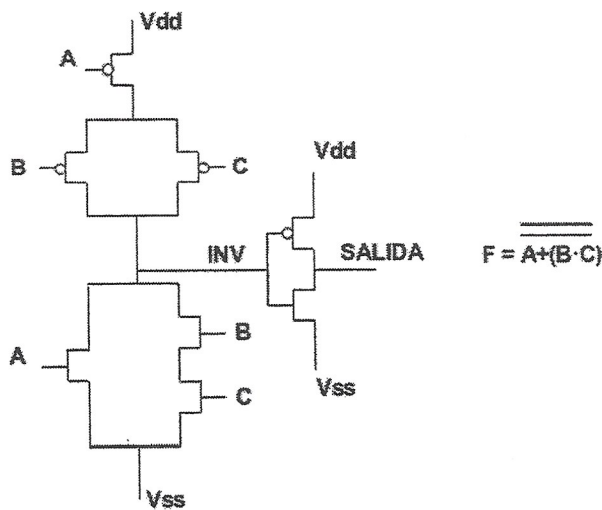 Vdd
A
B
C
Vdd
INV
SALIDA
F = A+(B·C)
A
B
C
Vss
Vss